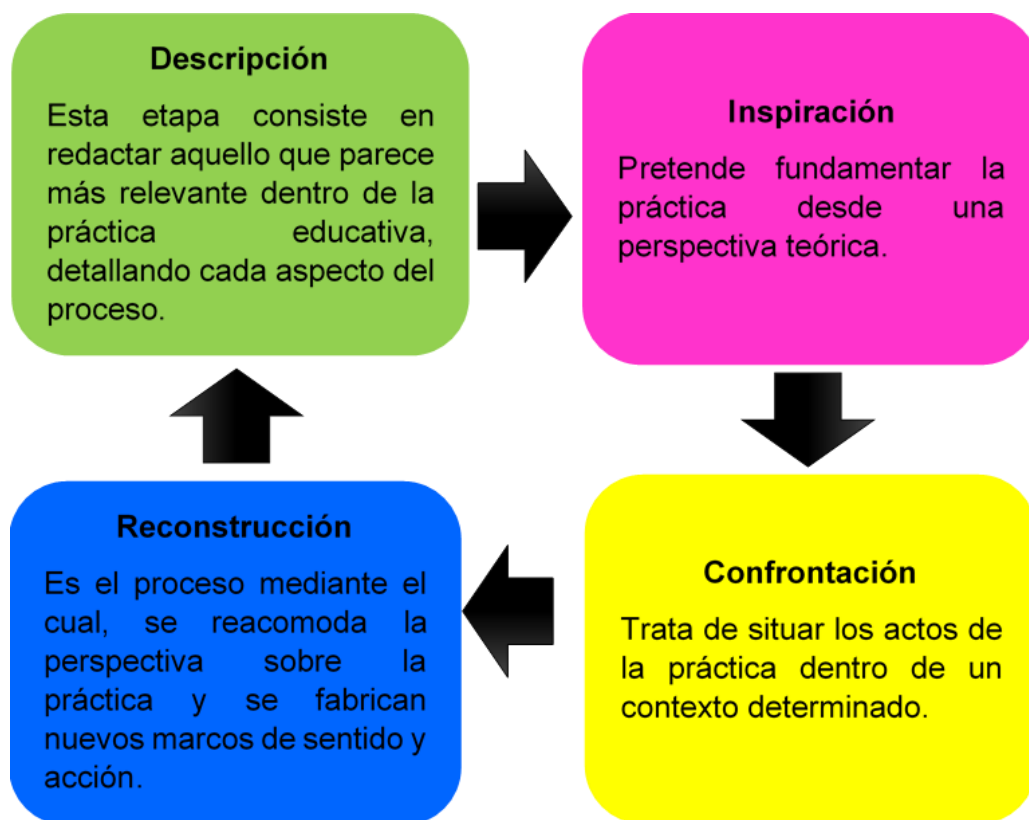 Descripción
Esta etapa consiste en
redactar aquello que parece
más relevante dentro de la
práctica educativa,
detallando cada aspecto del
proceso.
Inspiración
Pretende fundamentar la
práctica desde una
perspectiva teórica.
Reconstrucción
Es el proceso mediante el
cual, se reacomoda la
perspectiva sobre la
práctica y se fabrican
nuevos marcos de sentido y
acción.
Confrontación
Trata de situar los actos de
la práctica dentro de un
contexto determinado.